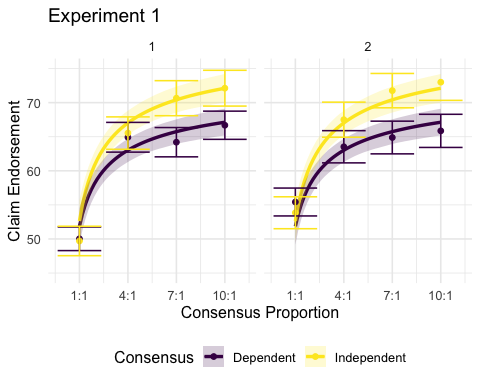 Experiment 1
1 2
Claim Endorsement
70
60
50
1:1 4:1 7:1 10:1 1:1 4:1 7:1 10:1
Consensus Proportion
Consensus Dependent Independent